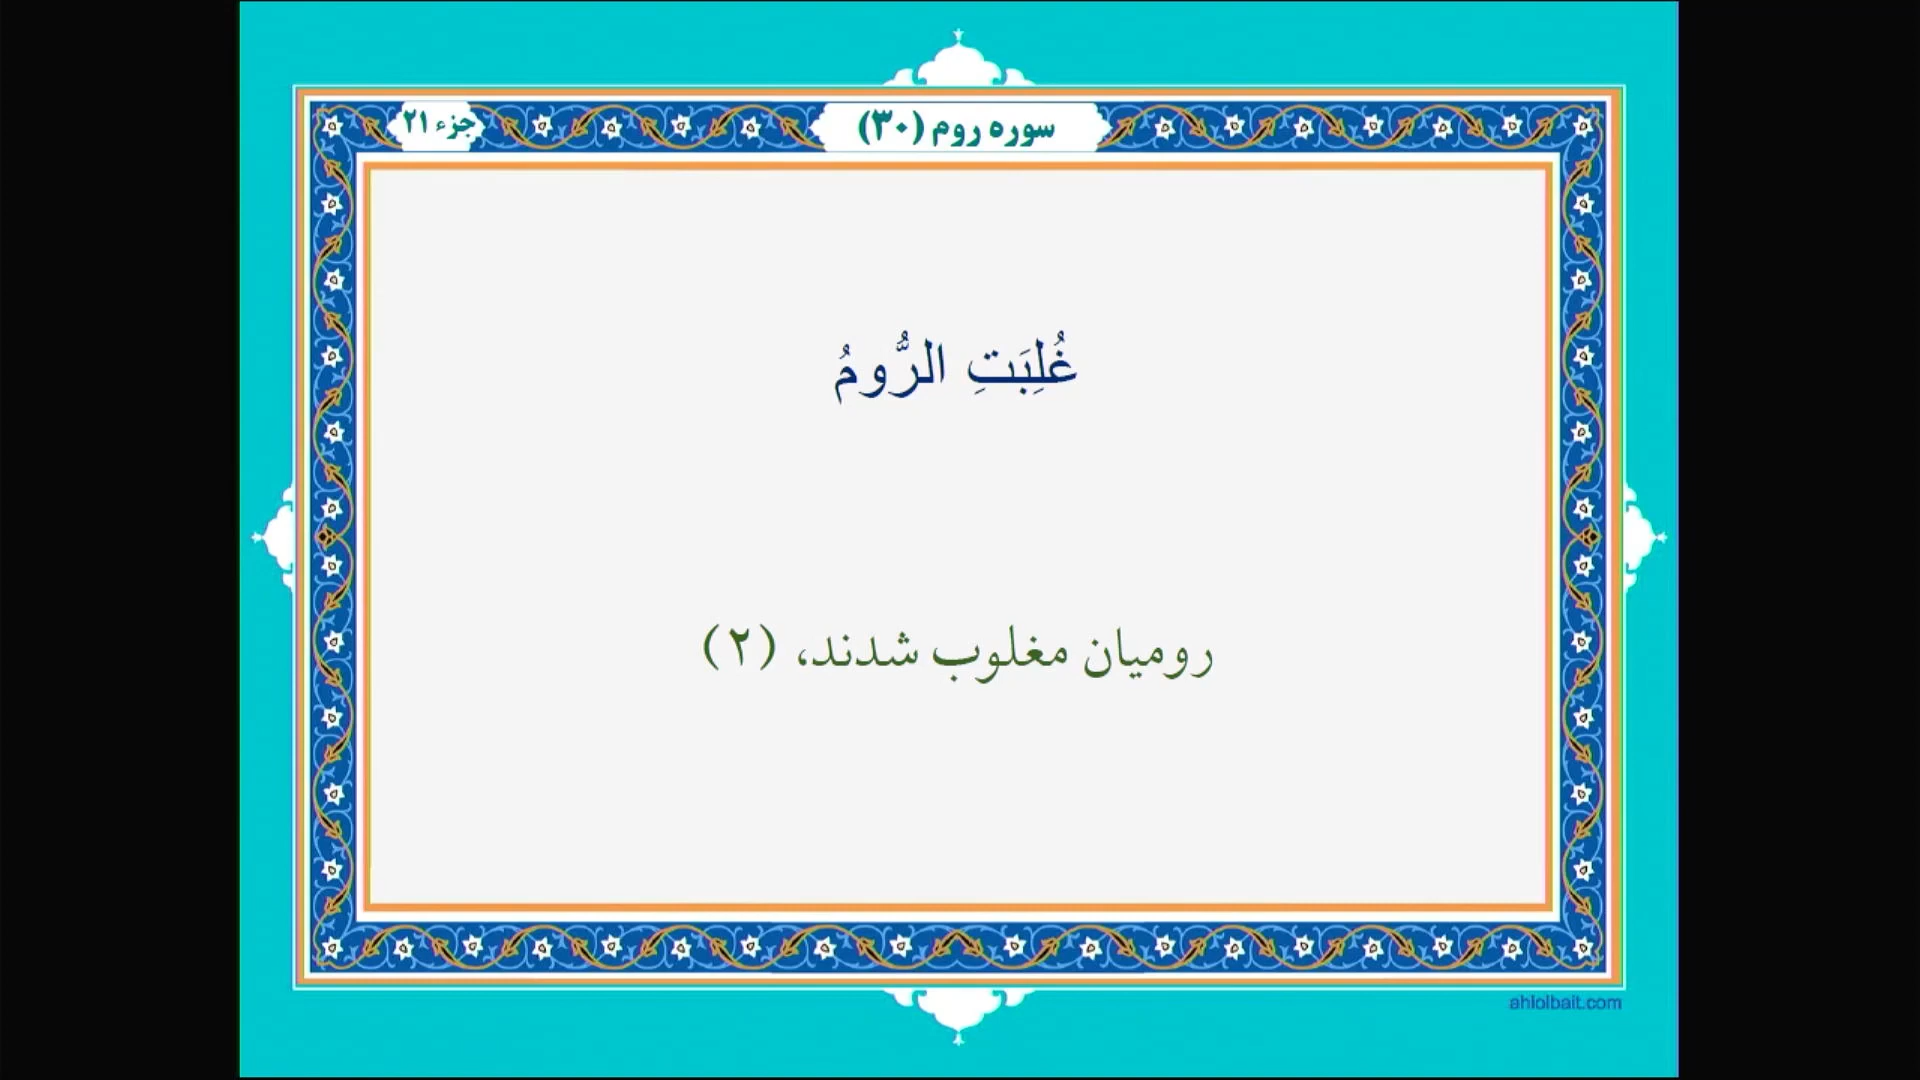 جزء ۲۱
سوره روم (۳۰)
غُلِبَتِ الرُّومُ
رومیان مغلوب شدند، (۲)
ahlolbait.com